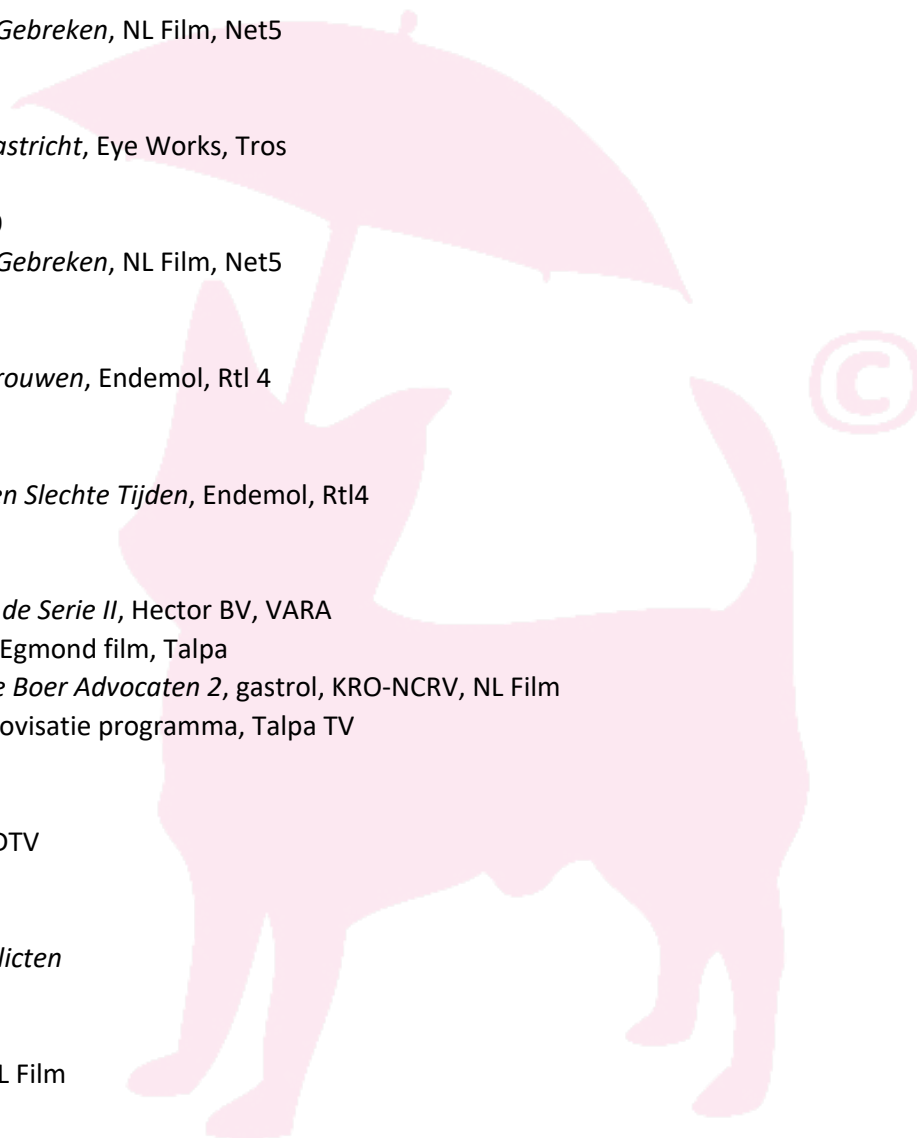 Gebreken, NL Film, Net5
astricht, Eye Works, Tros
)
Gebreken, NL Film, Net5
rouwen, Endemol, Rtl 4
en Slechte Tijden, Endemol, Rtl4
de Serie II, Hector BV, VARA
Egmond film, Talpa
e Boer Advocaten 2, gastrol, KRO-NCRV, NL Film
ovisatie programma, Talpa TV
DTV
licten
L Film
©